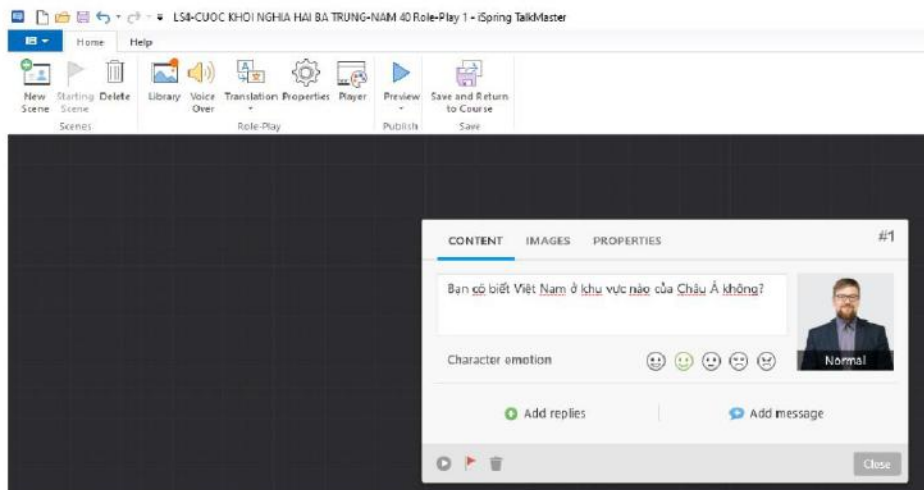 LS4-CUOC KHOI NGHIA HAI BA TRUNG-NAM 40 Role-Play 1 - iSpring TalkMaster
Home Help
New Scene Starting Scene Delete Library Voice Over Translation Properties Player Preview Save and Return to Course
Scenes Role-Play Publish Save
CONTENT IMAGES PROPERTIES #1
Bạn có biết Việt Nam ở khu vực nào của Châu Á không?
Normal
Character emotion
Add replies Add message
Close